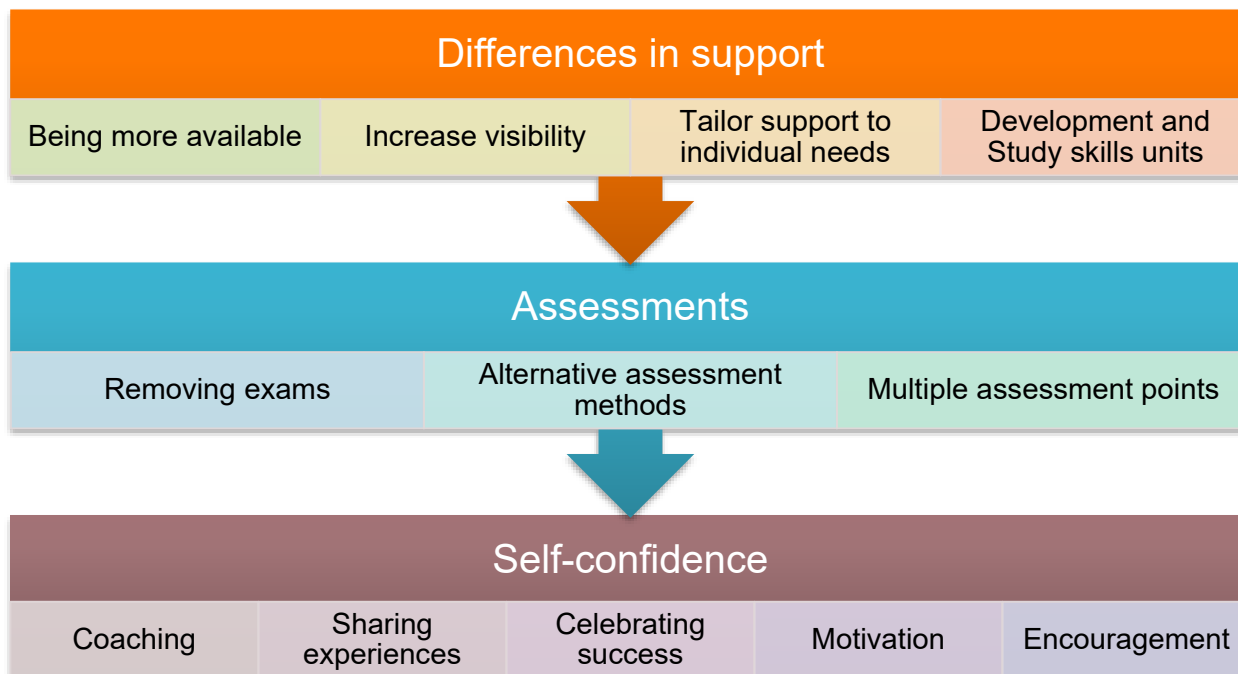 Differences in support
Being more available
Increase visibility
Tailor support to
individual needs
Development and
Study skills units
Assessments
Removing exams
Alternative assessment
methods
Multiple assessment points
Self-confidence
Coaching
Sharing
experiences
Celebrating
success
Motivation
Encouragement